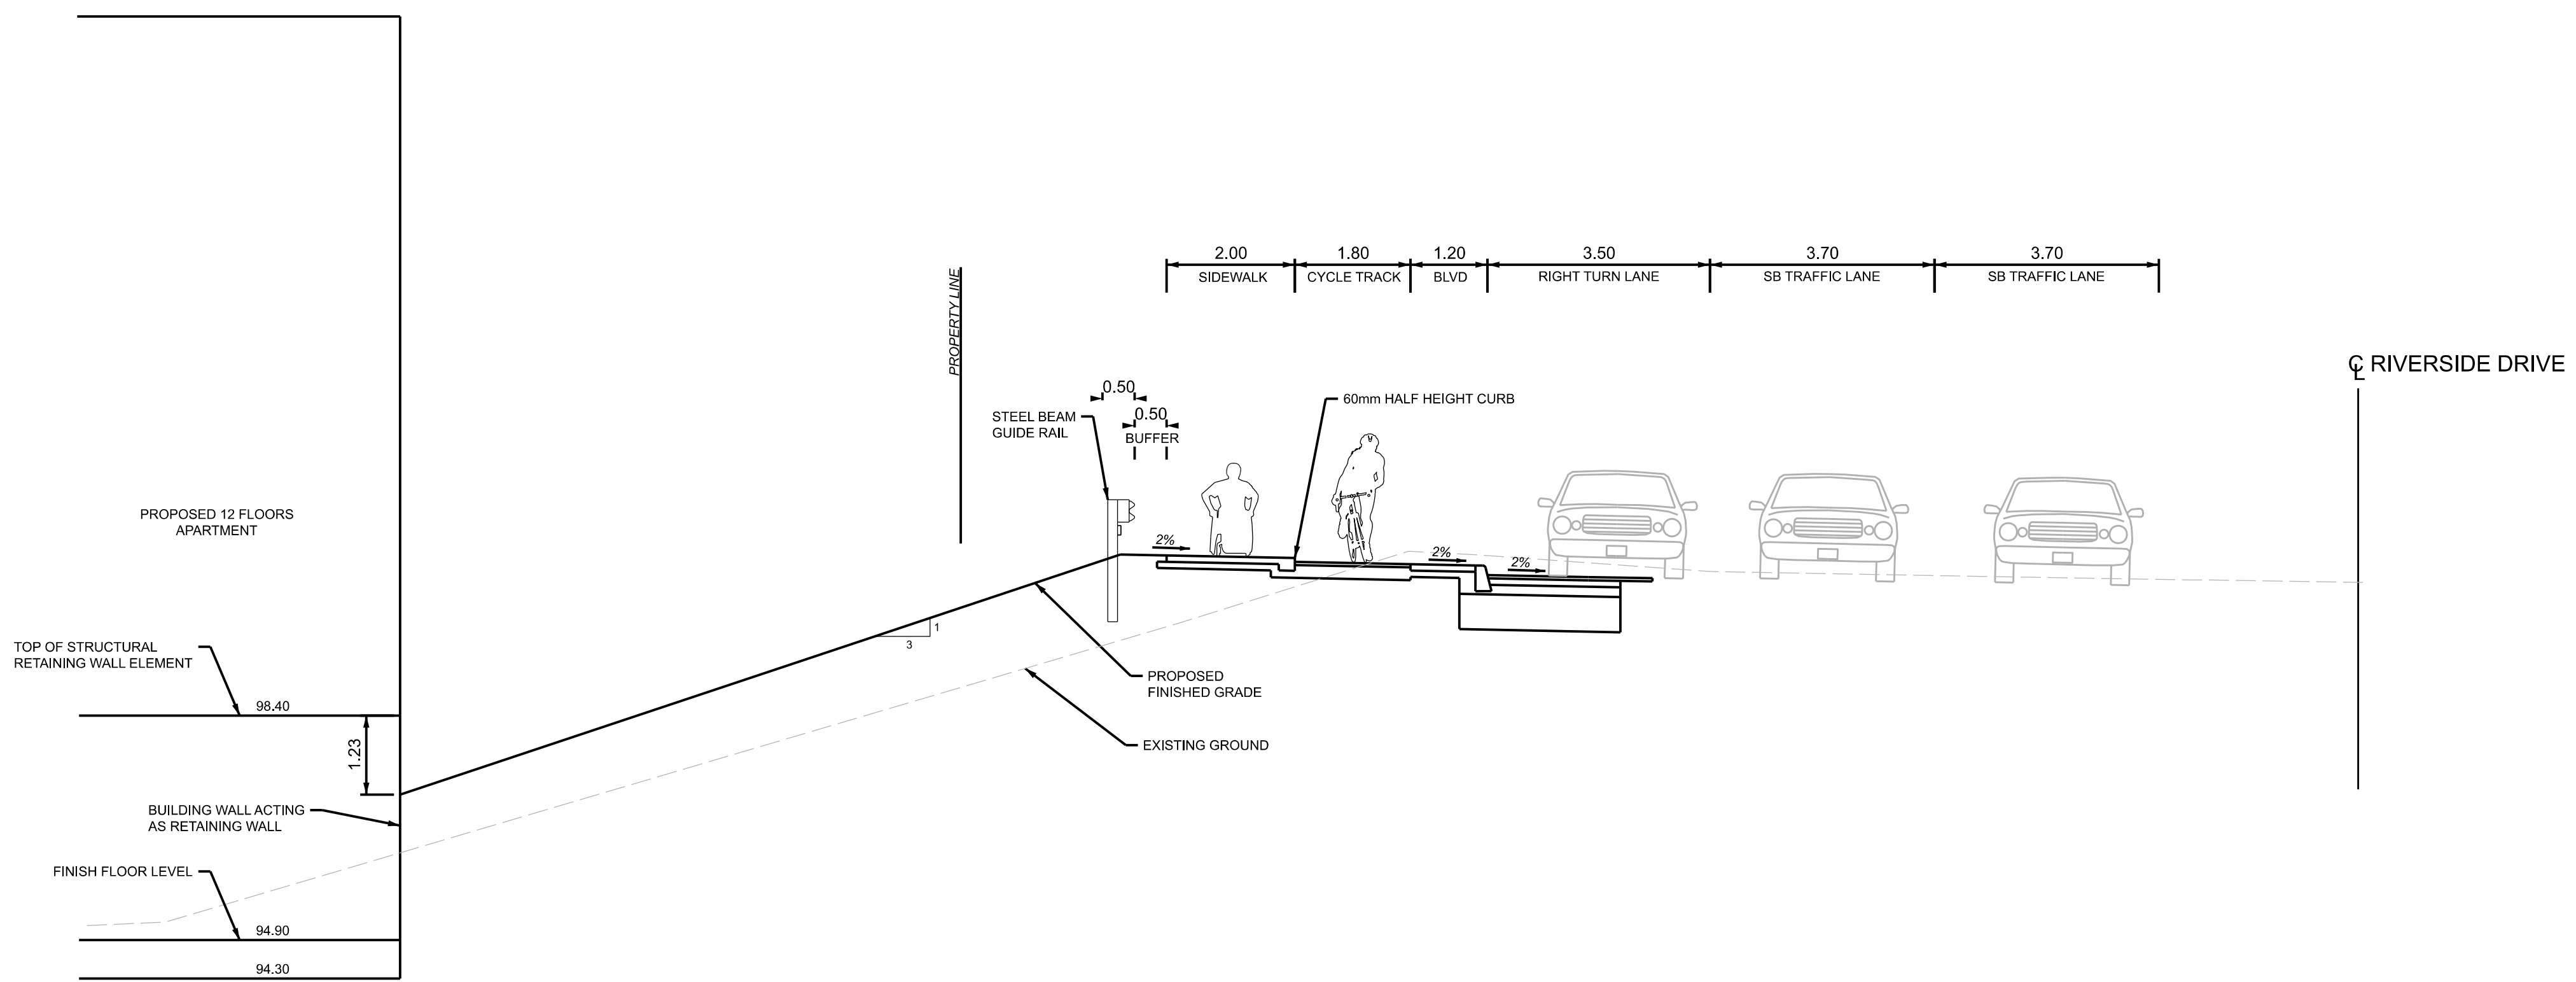 2.00
1.80
1.20
3.50
3.70
3.70
SIDEWALK
CYCLE TRACK
BLVD
RIGHT TURN LANE
SB TRAFFIC LANE
SB TRAFFIC LANE
PROPERTY LINE
℄ RIVERSIDE DRIVE
0.50
0.50
BUFFER
STEEL BEAM
GUIDE RAIL
60mm HALF HEIGHT CURB
PROPOSED 12 FLOORS
APARTMENT
2%
2%
2%
1
3
TOP OF STRUCTURAL
RETAINING WALL ELEMENT
PROPOSED
FINISHED GRADE
98.40
1.23
EXISTING GROUND
BUILDING WALL ACTING
AS RETAINING WALL
FINISH FLOOR LEVEL
94.90
94.30